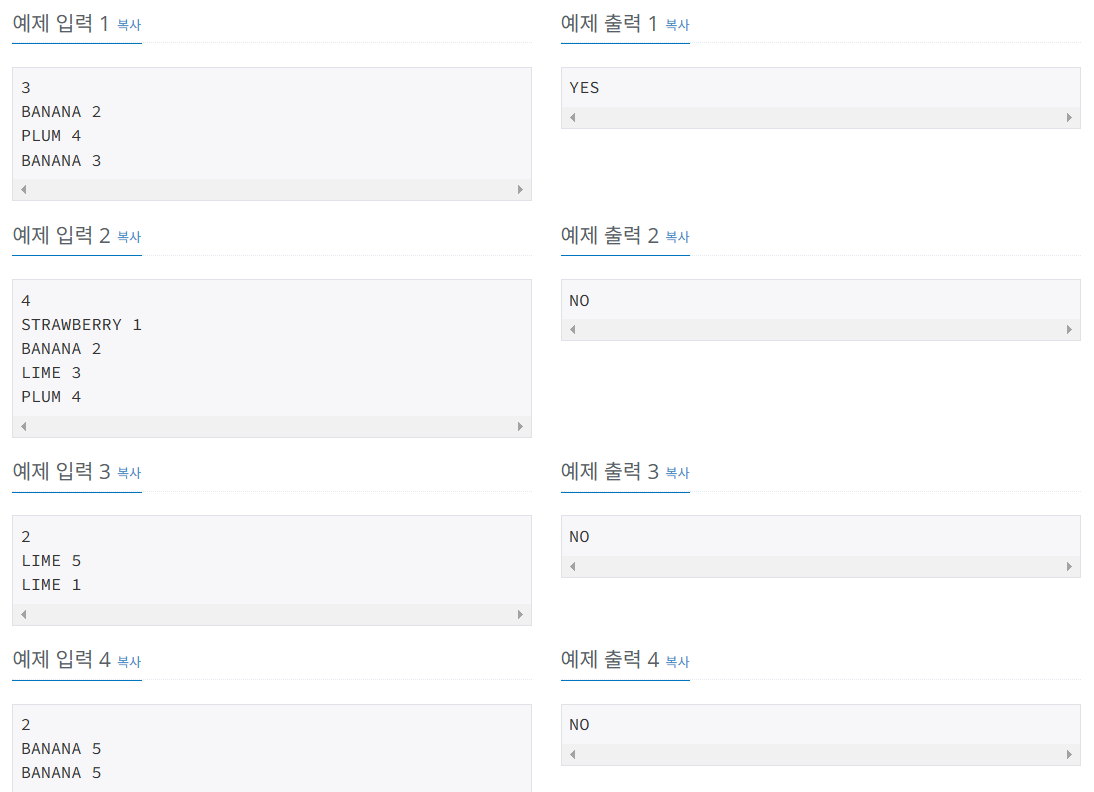 예제 입력 1 복사
3
BANANA 2
PLUM 4
BANANA 3
예제 출력 1 복사
YES
예제 입력 2 복사
4
STRAWBERRY 1
BANANA 2
LIME 3
PLUM 4
예제 출력 2 복사
NO
예제 입력 3 복사
2
LIME 5
LIME 1
예제 출력 3 복사
NO
예제 입력 4 복사
2
BANANA 5
BANANA 5
예제 출력 4 복사
NO